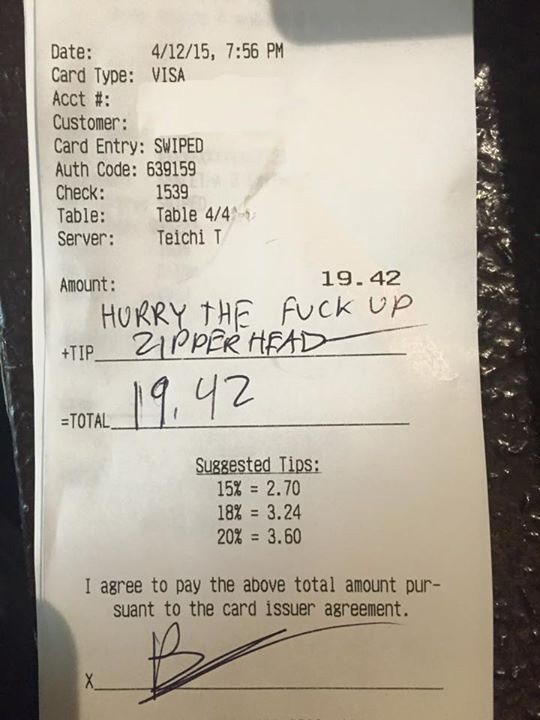 Date: 4/12/15, 7:56 PM
Card Type: VISA
Acct #:
Customer:
Card Entry: SWIPED
Auth Code: 639159
Check: 1539
Table: Table 4/4
Server: Teichi T
Amount: 19.42
HURRY THE FUCK UP
+TIP ZIPPERHEAD
=TOTAL 19.42
Suggested Tips:
15% = 2.70
18% = 3.24
20% = 3.60
I agree to pay the above total amount pur-
suant to the card issuer agreement.
X B